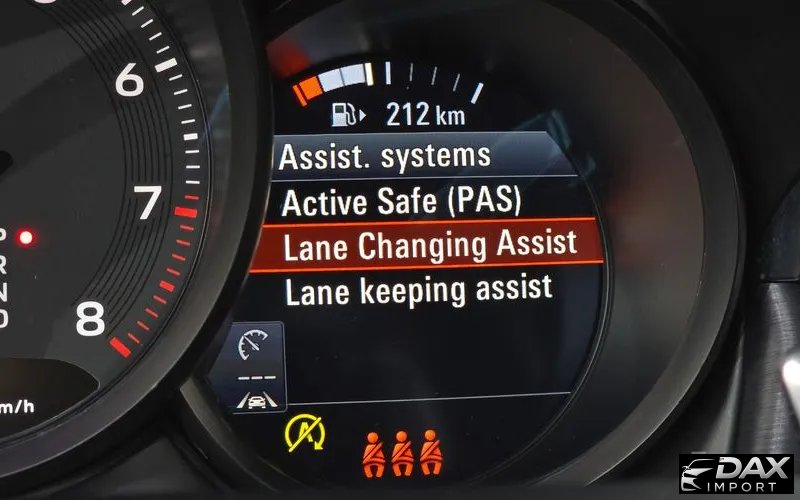 6
7
8
P
R
N
D
m/h
212 km
Assist. systems
Active Safe (PAS)
Lane Changing Assist
Lane keeping assist
A
DAX
IMPORT